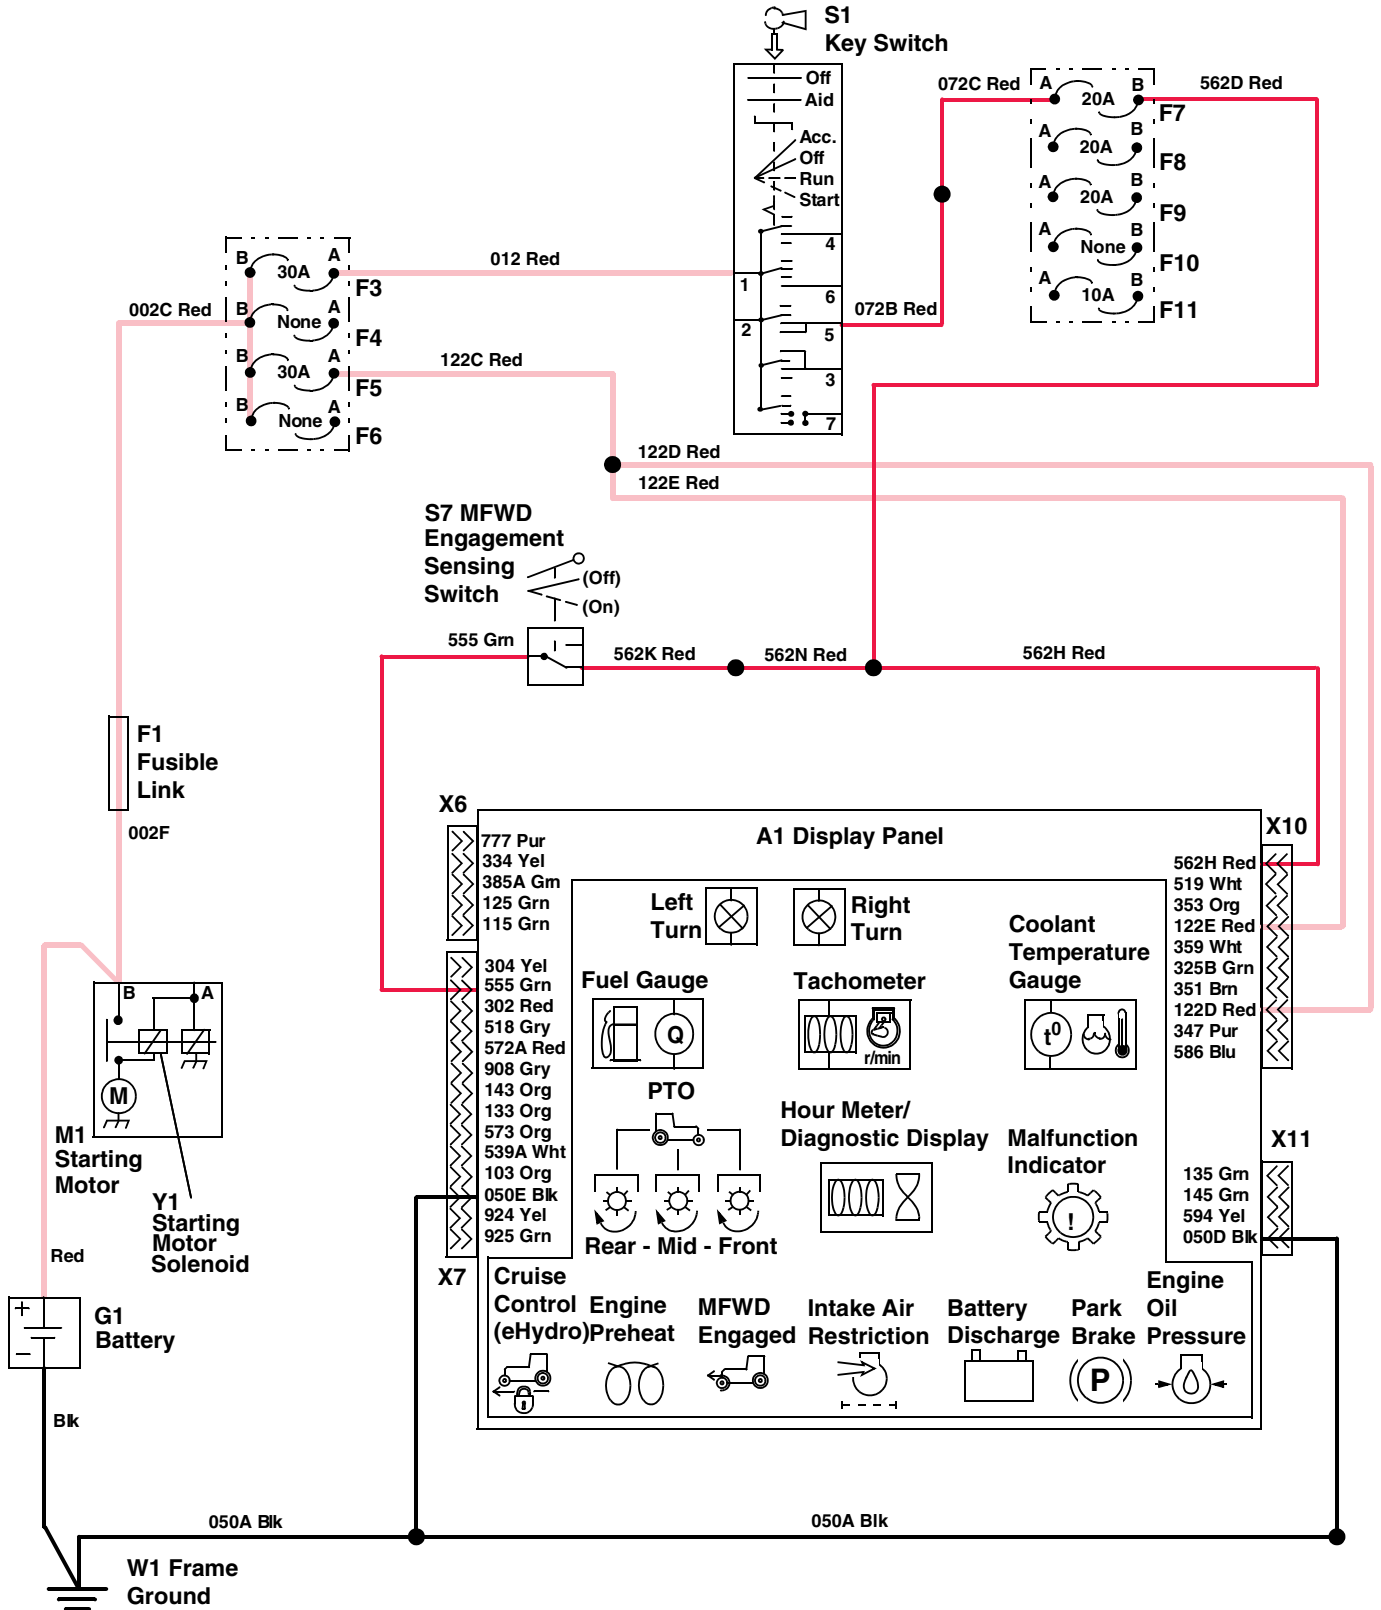 S1
Key Switch
Off
Aid
Acc.
Off
Run
Start
4
1
6
2
5
3
7
072C Red
A
20A
B
F7
562D Red
A
20A
B
F8
A
20A
B
F9
A
None
B
F10
A
10A
B
F11
012 Red
072B Red
002C Red
B
30A
A
F3
B
None
A
F4
B
30A
A
F5
B
None
A
F6
122C Red
122D Red
122E Red
S7 MFWD
Engagement
Sensing
Switch
(Off)
(On)
555 Grn
562K Red
562N Red
562H Red
F1
Fusible
Link
002F
X6
A1 Display Panel
X10
777 Pur
334 Yel
385A Grn
125 Grn
115 Grn
304 Yel
555 Grn
302 Red
518 Gry
572A Red
908 Gry
143 Org
133 Org
573 Org
539A Wht
103 Org
050E Blk
924 Yel
925 Grn
X7
562H Red
519 Wht
353 Org
122E Red
359 Wht
325B Grn
351 Brn
122D Red
347 Pur
586 Blu
X11
135 Grn
145 Grn
594 Yel
050D Blk
Left
Turn
Right
Turn
Coolant
Temperature
Gauge
Fuel Gauge
Tachometer
Q
r/min
t⁰
PTO
Hour Meter/
Diagnostic Display
Malfunction
Indicator
!
Rear - Mid - Front
Cruise
Control
(eHydro)
Engine
Preheat
MFWD
Engaged
Intake Air
Restriction
Battery
Discharge
Park
Brake
Engine
Oil
Pressure
P
B
A
M
M1
Starting
Motor
Y1
Starting
Motor
Solenoid
Red
+
−
G1
Battery
Blk
050A Blk
050A Blk
W1 Frame
Ground